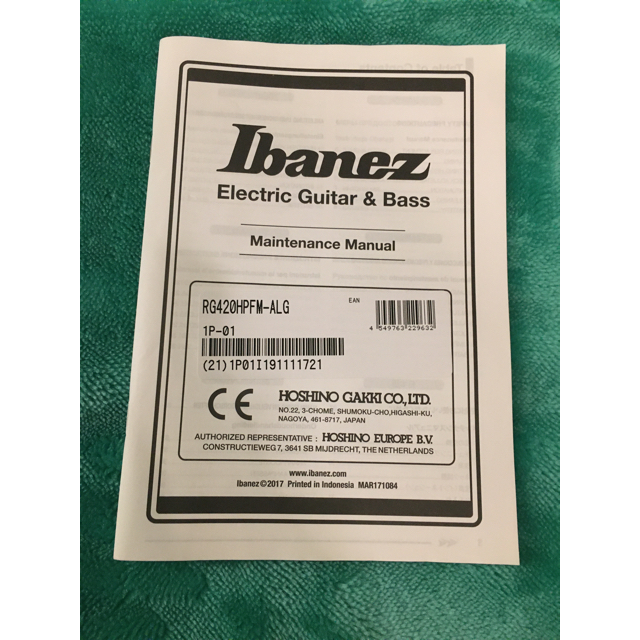 Ibanez
Electric Guitar & Bass
Maintenance Manual
RG420HPFM-ALG
EAN
1P-01
4 549763 229632
(21)1P01I191111721
CE HOSHINO GAKKI CO., LTD.
NO.22, 3-CHOME, SHUMOKU-CHO,HIGASHI-KU,
NAGOYA, 461-8717, JAPAN
AUTHORIZED REPRESENTATIVE : HOSHINO EUROPE B.V.
CONSTRUCTIEWEG 7, 3641 SB MIJDRECHT, THE NETHERLANDS
www.ibanez.com
Ibanez©2017 Printed in Indonesia MAR171084